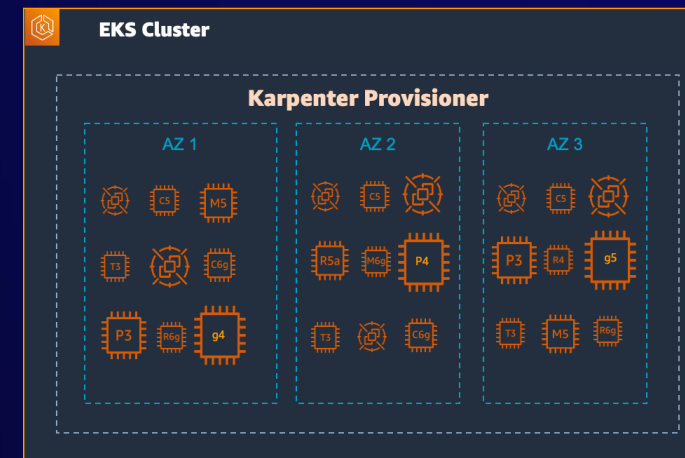 EKS Cluster
Karpenter Provisioner
AZ 1
C5
M5
T3
C6g
P3
R6g
g4
AZ 2
C5
R5a
M6g
P4
T3
C6g
AZ 3
C5
P3
R4
g5
T3
M5
R6g